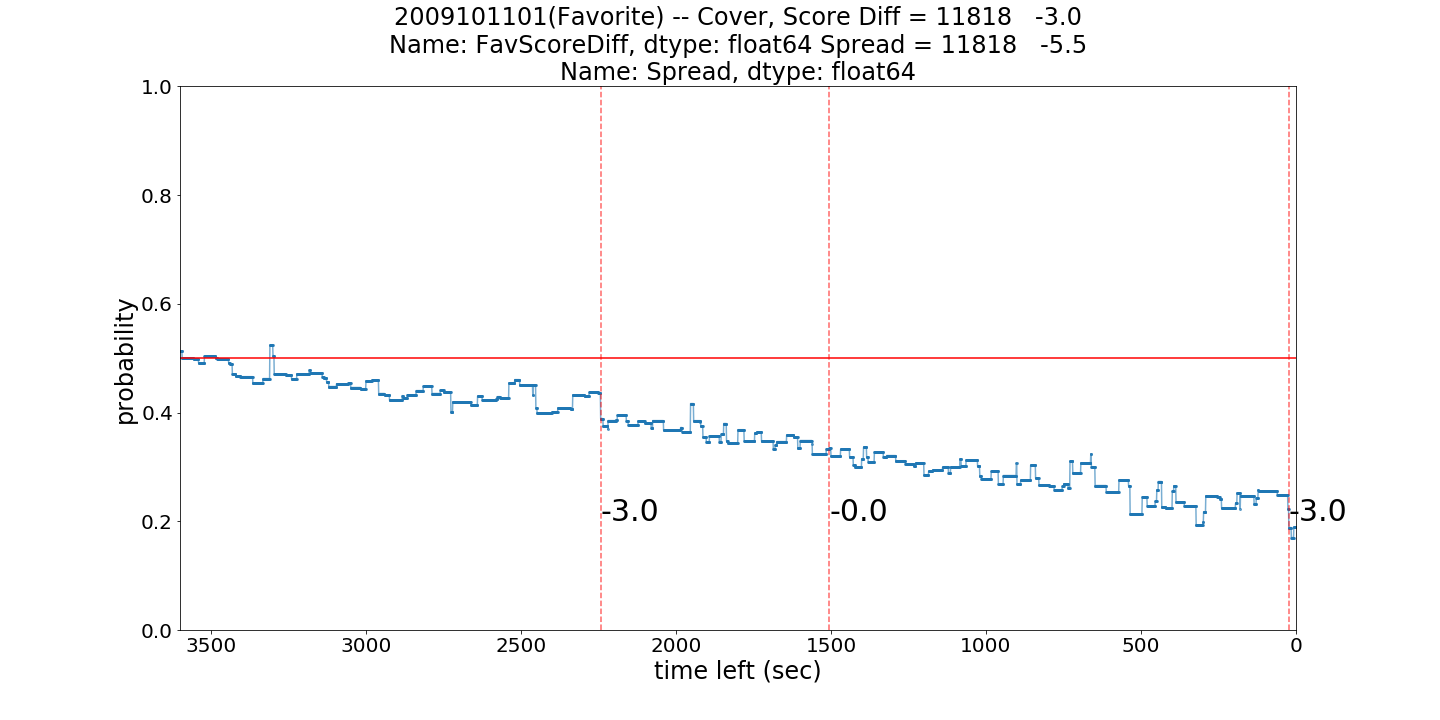 2009101101(Favorite) -- Cover, Score Diff = 11818   -3.0
Name: FavScoreDiff, dtype: float64 Spread = 11818   -5.5
Name: Spread, dtype: float64
1.0
0.8
0.6
0.4
0.2
0.0
probability
-3.0
-0.0
-3.0
3500 3000 2500 2000 1500 1000 500 0
time left (sec)